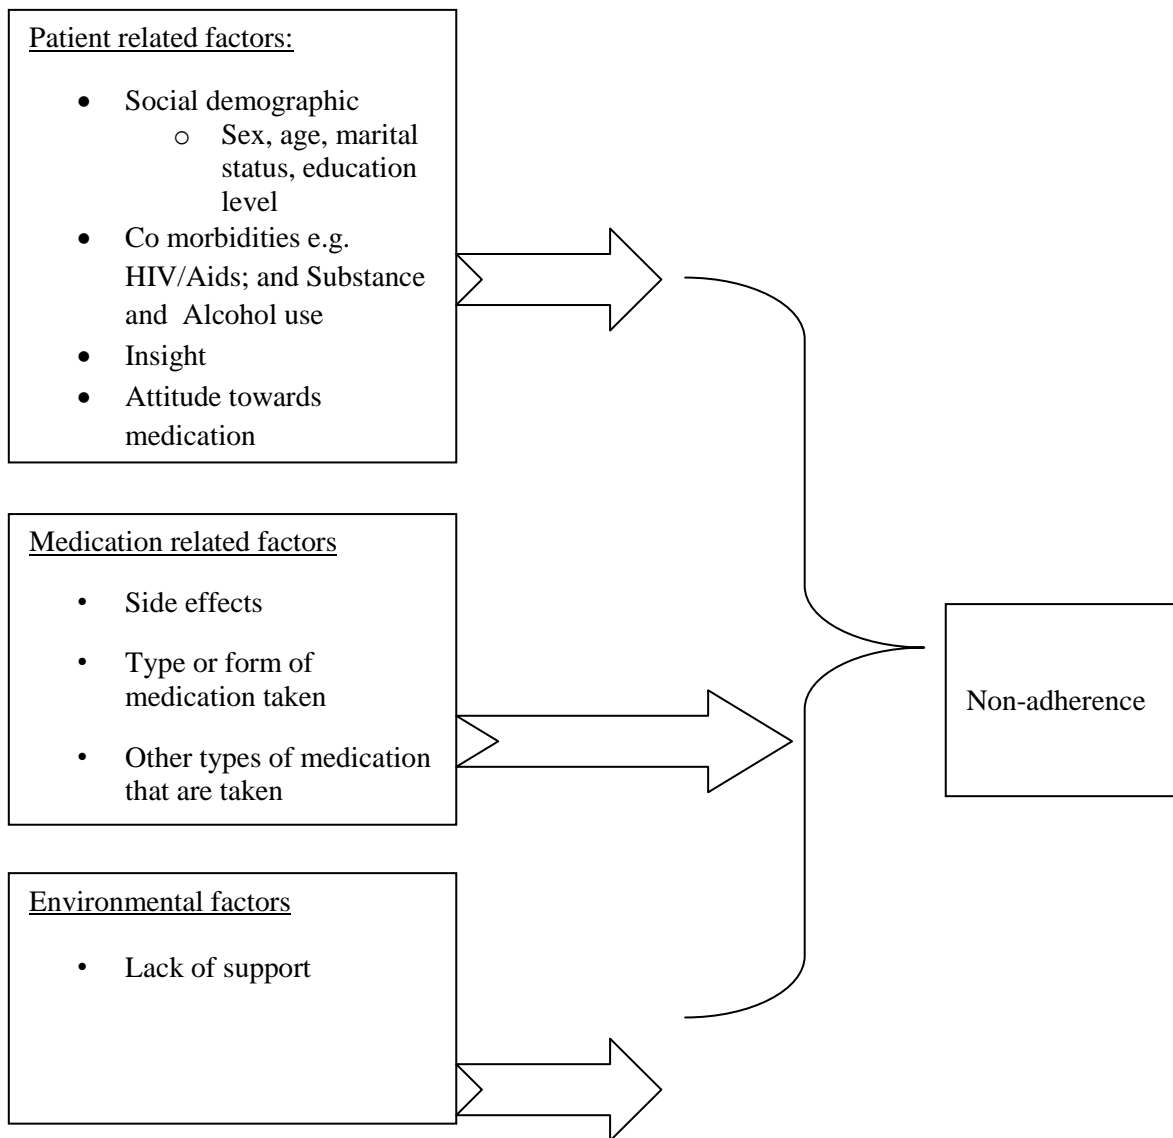 Patient related factors:
• Social demographic
o Sex, age, marital
status, education
level
• Co morbidities e.g.
HIV/Aids; and Substance
and Alcohol use
• Insight
• Attitude towards
medication
Medication related factors
• Side effects
• Type or form of
medication taken
• Other types of medication
that are taken
Environmental factors
• Lack of support
Non-adherence